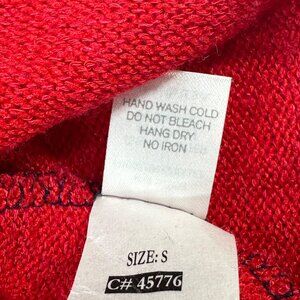 HAND WASH COLD
DO NOT BLEACH
HANG DRY
NO IRON
SIZE: S
C# 45776